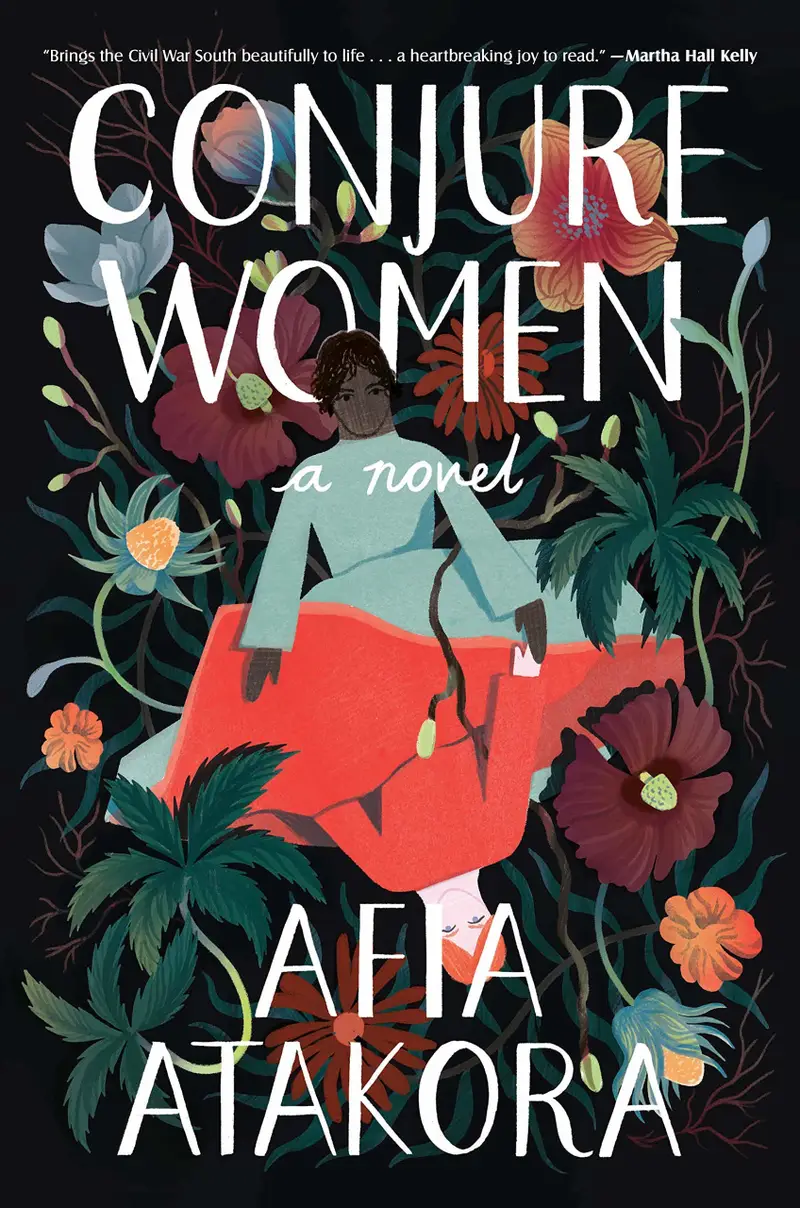 “Brings the Civil War South beautifully to life . . . a heartbreaking joy to read.” —Martha Hall Kelly
CONJURE
WOMEN
a novel
AFIA
ATAKORA